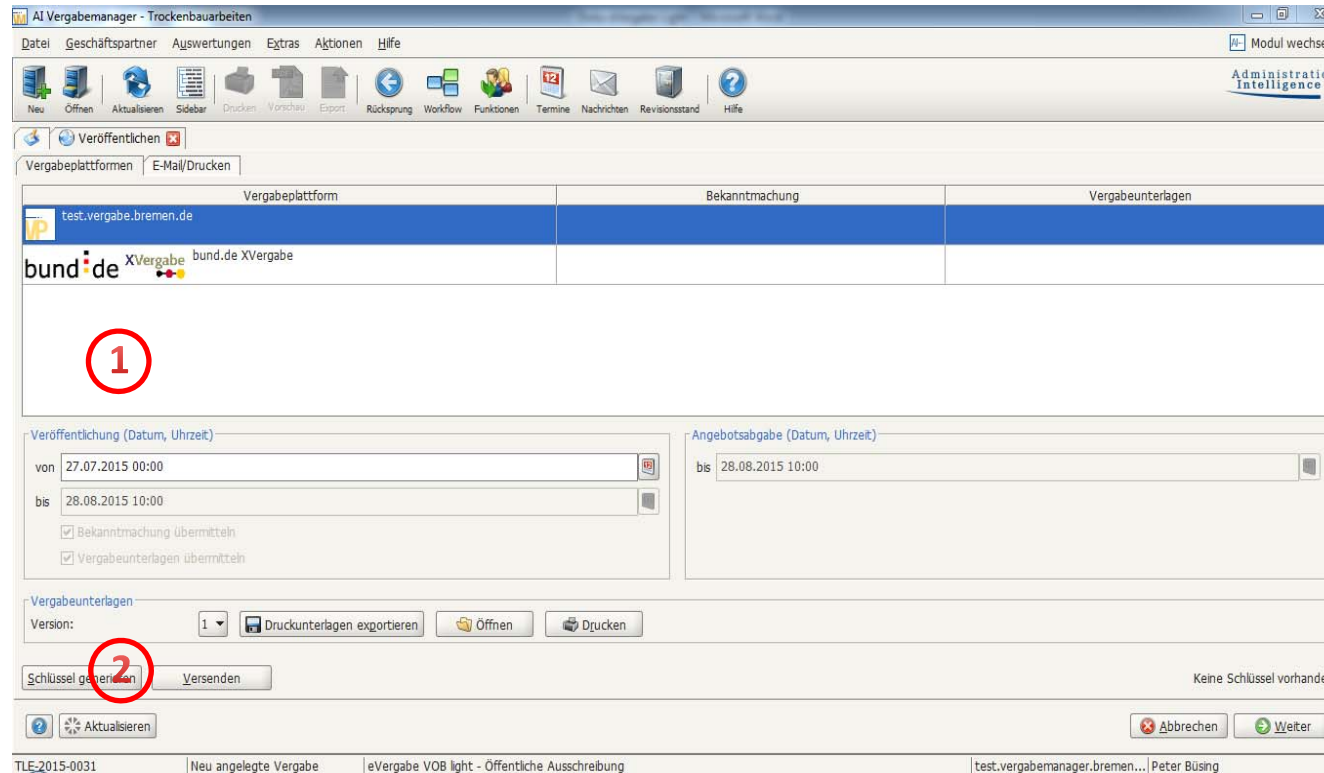 AI Vergabemanager - Trockenbauarbeiten
Datei Geschäftspartner Auswertungen Extras Aktionen Hilfe
AI- Modul wechse
Neu Öffnen Aktualisieren Sidebar Drucken Vorschau Export Rücksprung Workflow Funktionen Termine Nachrichten Revisionsstand Hilfe
Administratio
Intelligence
Veröffentlichen
Vergabeplattformen E-Mail/Drucken
Vergabeplattform Bekanntmachung Vergabeunterlagen
VP test.vergabe.bremen.de
bund:de XVergabe bund.de XVergabe
1
Veröffentlichung (Datum, Uhrzeit) Angebotsabgabe (Datum, Uhrzeit)
von 27.07.2015 00:00 bis 28.08.2015 10:00
bis 28.08.2015 10:00
Bekanntmachung übermitteln
Vergabeunterlagen übermitteln
Vergabeunterlagen
Version: 1 Druckunterlagen exportieren Öffnen Drucken
2
Schlüssel generieren Versenden Keine Schlüssel vorhande
Aktualisieren Abbrechen Weiter
TLE-2015-0031 Neu angelegte Vergabe eVergabe VOB light - Öffentliche Ausschreibung test.vergabemanager.bremen... Peter Büsing